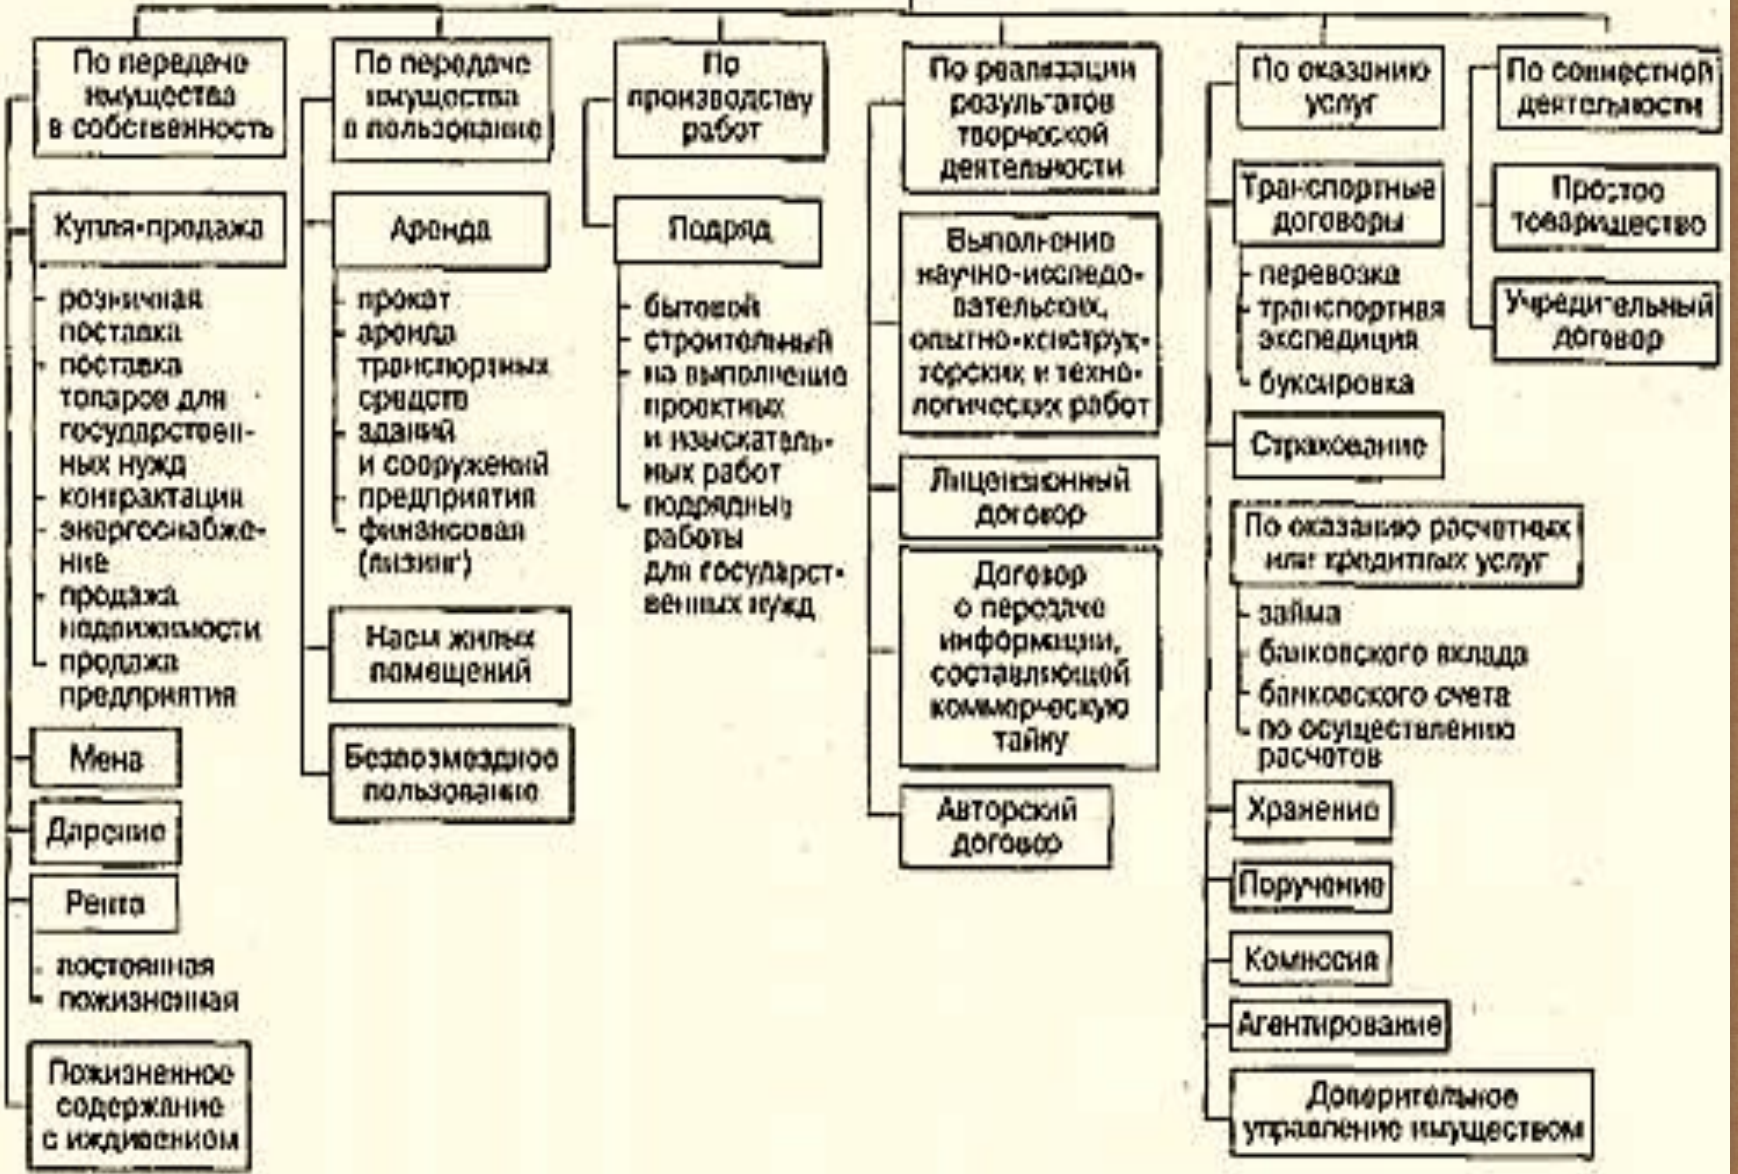 По передаче
имущества
в собственность
Купля-продажа
розничная
поставка
поставка
товаров для
государствен-
ных нужд
контрактация
энергоснабже-
ние
продажа
недвижимости
продажа
предприятия
Мена
Дарение
Рента
постоянная
пожизненная
Пожизненное
содержание
с иждивением
По передаче
имущества
в пользование
Аренда
прокат
аренда
транспортных
средств
зданий
и сооружений
предприятия
финансовая
(лизинг)
Наем жилых
помещений
Безвозмездное
пользование
По
производству
работ
Подряд
бытовой
строительный
на выполнение
проектных
и изыскатель-
ных работ
подрядные
работы
для государст-
венных нужд
По реализации
результатов
творческой
деятельности
Выполнение
научно-исследо-
вательских,
опытно-конструк-
торских и техно-
логических работ
Лицензионный
договор
Договор
о передаче
информации,
составляющей
коммерческую
тайну
Авторский
договор
По оказанию
услуг
Транспортные
договоры
перевозка
транспортная
экспедиция
буксировка
Страхование
По оказанию расчетных
или кредитных услуг
займа
банковского вклада
банковского счета
по осуществлению
расчетов
Хранение
Поручение
Комиссия
Агентирование
Доверительное
управление имуществом
По совместной
деятельности
Простое
товарищество
Учредительный
договор